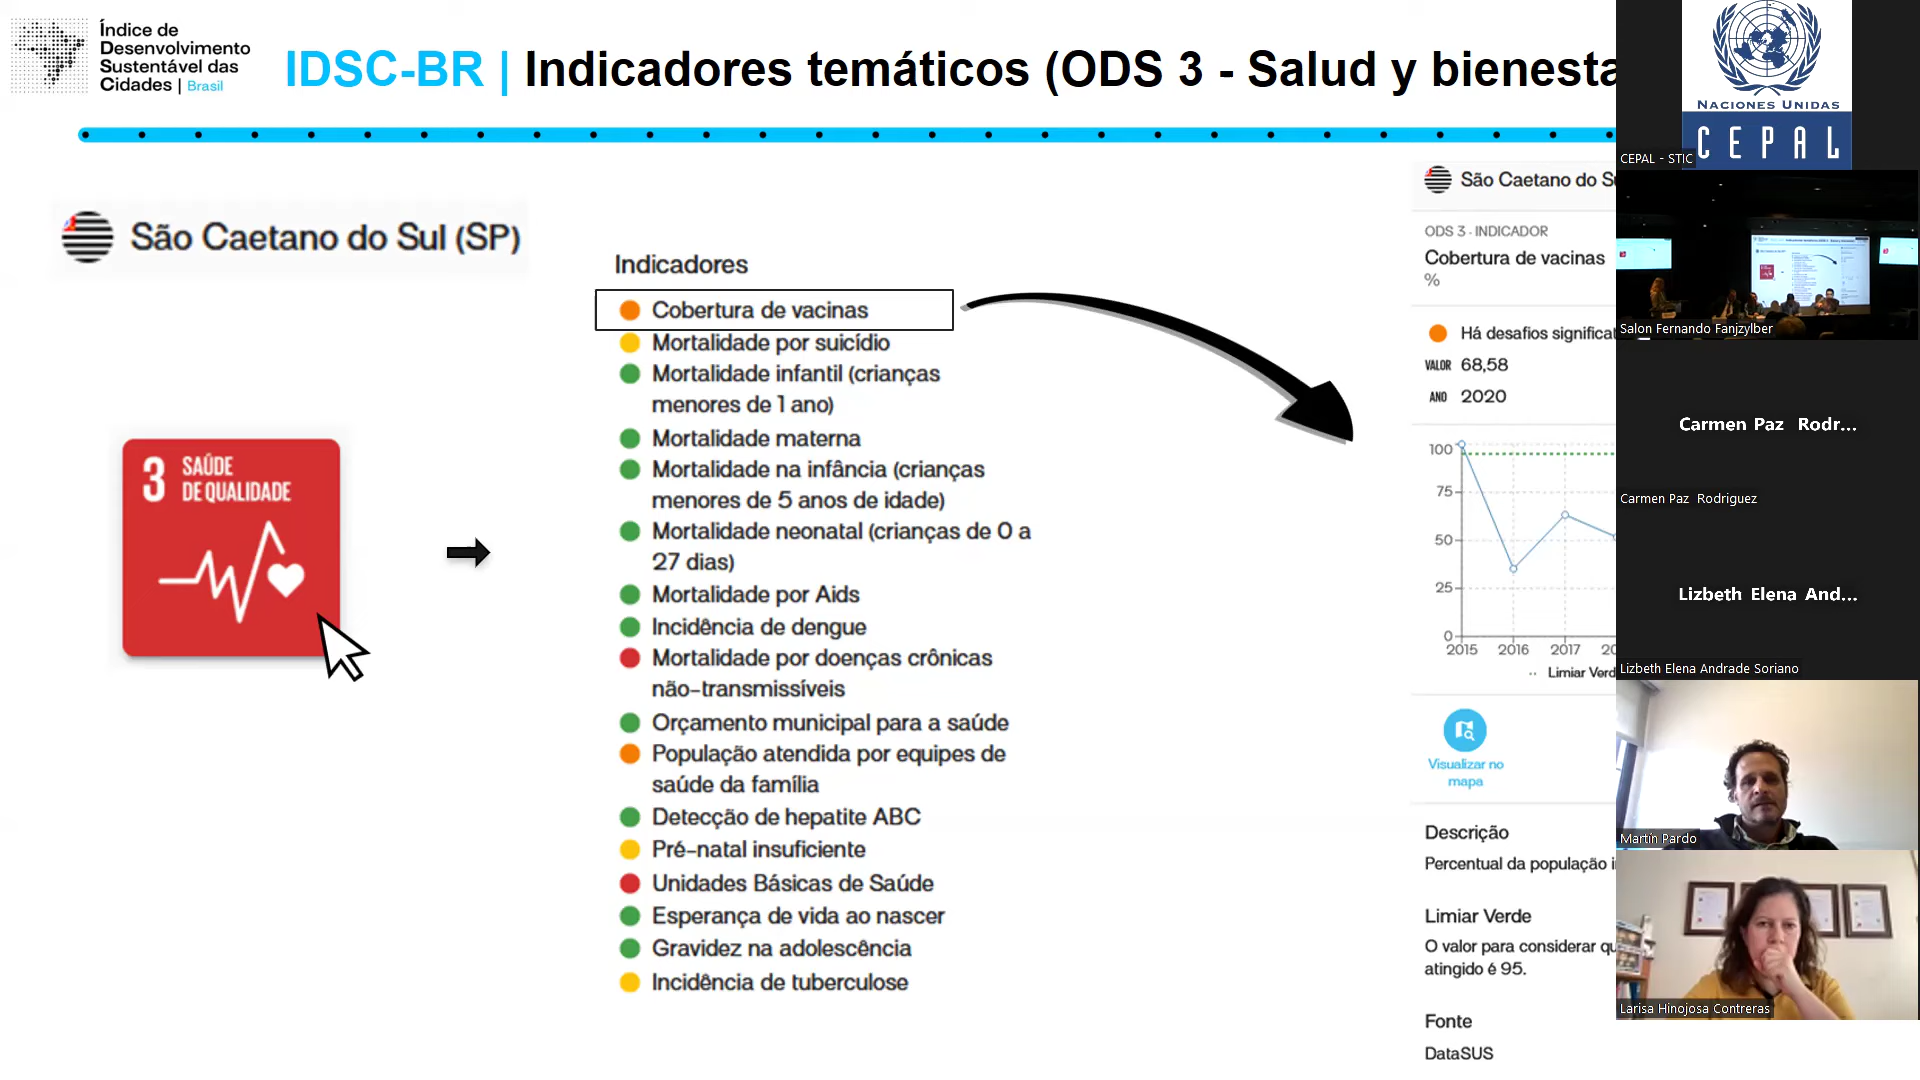 Índice de
Desenvolvimento
Sustentável das
Cidades | Brasil
IDSC-BR | Indicadores temáticos (ODS 3 - Salud y bienesta
São Caetano do Sul (SP)
3 SAÚDE
DE QUALIDADE
Indicadores
Cobertura de vacinas
Mortalidade por suicídio
Mortalidade infantil (crianças
menores de 1 ano)
Mortalidade materna
Mortalidade na infância (crianças
menores de 5 anos de idade)
Mortalidade neonatal (crianças de 0 a
27 dias)
Mortalidade por Aids
Incidência de dengue
Mortalidade por doenças crônicas
não-transmissíveis
Orçamento municipal para a saúde
População atendida por equipes de
saúde da família
Detecção de hepatite ABC
Pré-natal insuficiente
Unidades Básicas de Saúde
Esperança de vida ao nascer
Gravidez na adolescência
Incidência de tuberculose
São Caetano do Su
ODS 3 · INDICADOR
Cobertura de vacinas
%
Há desafios significat
VALOR 68,58
ANO 2020
100
75
50
25
0
2015 2016 2017 20
Limiar Verd
Visualizar no
mapa
Descrição
Percentual da população i
Limiar Verde
O valor para considerar qu
atingido é 95.
Fonte
DataSUS
NACIONES UNIDAS
CEPAL
CEPAL - STIC
Salon Fernando Fanjzylber
Carmen Paz Rodr...
Carmen Paz Rodriguez
Lizbeth Elena And...
Lizbeth Elena Andrade Soriano
Martín Pardo
Larisa Hinojosa Contreras